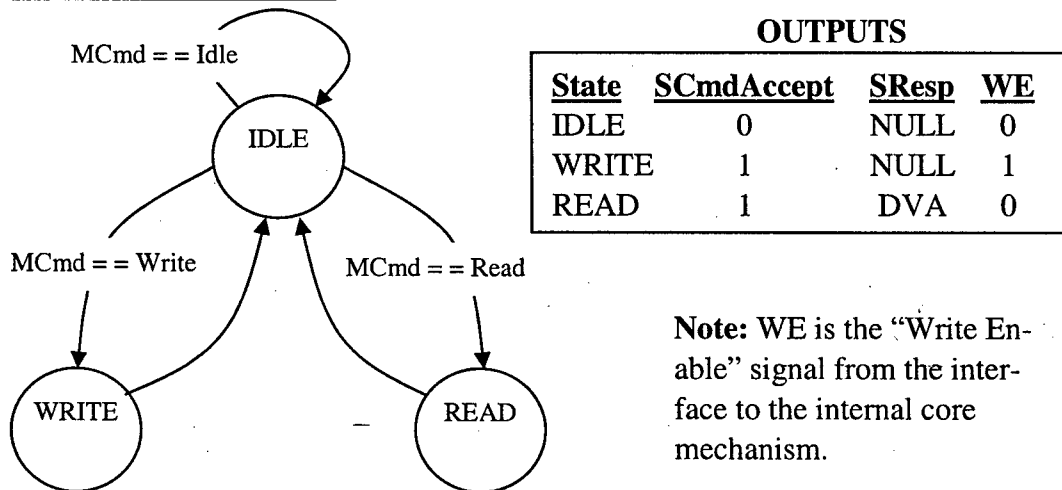 MCmd = = Idle
IDLE
MCmd = = Write
MCmd = = Read
WRITE
READ
OUTPUTS
State SCmdAccept SResp WE
IDLE 0 NULL 0
WRITE 1 NULL 1
READ 1 DVA 0
Note: WE is the “Write En-
able” signal from the inter-
face to the internal core
mechanism.